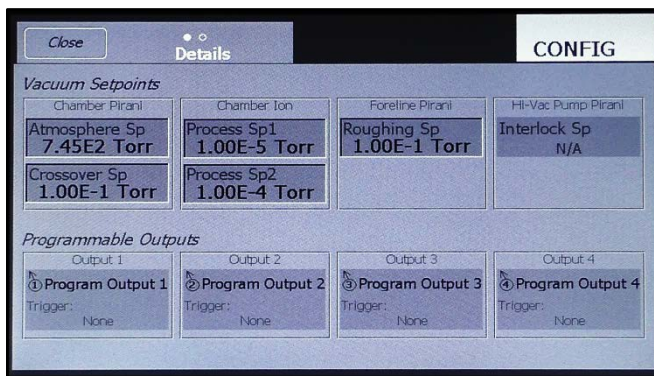 Close
Details
CONFIG
Vacuum Setpoints
Chamber Pirani
Chamber Ion
Foreline Pirani
Hi-Vac Pump Pirani
Atmosphere Sp
7.45E2 Torr
Process Sp1
1.00E-5 Torr
Roughing Sp
1.00E-1 Torr
Interlock Sp
N/A
Crossover Sp
1.00E-1 Torr
Process Sp2
1.00E-4 Torr
Programmable Outputs
Output 1
Output 2
Output 3
Output 4
① Program Output 1
② Program Output 2
③ Program Output 3
④ Program Output 4
Trigger:
None
Trigger:
None
Trigger:
None
Trigger:
None